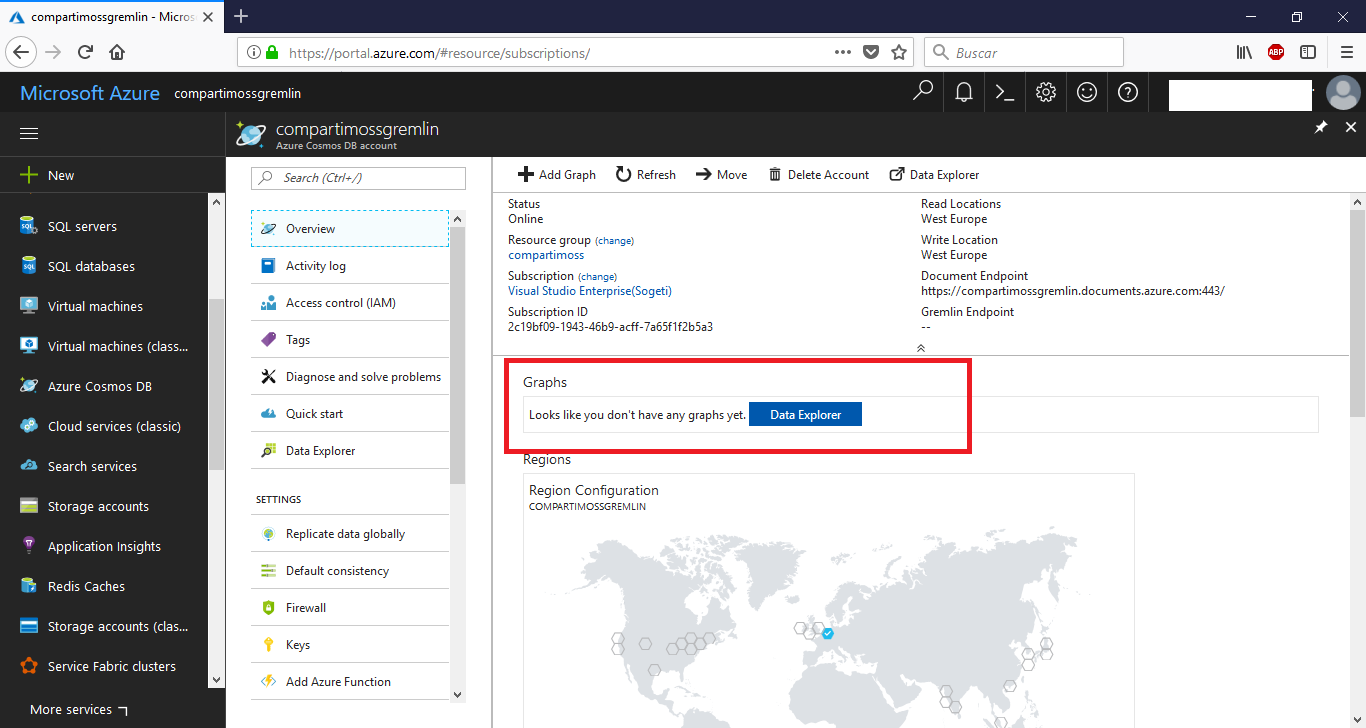 compartimossgremlin - Micros
https://portal.azure.com/#resource/subscriptions/
Buscar
ABP
Microsoft Azure compartimossgremlin
compartimossgremlin
Azure Cosmos DB account
New
SQL servers
SQL databases
Virtual machines
Virtual machines (class...
Azure Cosmos DB
Cloud services (classic)
Search services
Storage accounts
Application Insights
Redis Caches
Storage accounts (clas...
Service Fabric clusters
More services
Search (Ctrl+/)
Overview
Activity log
Access control (IAM)
Tags
Diagnose and solve problems
Quick start
Data Explorer
SETTINGS
Replicate data globally
Default consistency
Firewall
Keys
Add Azure Function
Add Graph Refresh Move Delete Account Data Explorer
Status
Online
Resource group (change)
compartimoss
Subscription (change)
Visual Studio Enterprise(Sogeti)
Subscription ID
2c19bf09-1943-46b9-acff-7a65f1f2b5a3
Read Locations
West Europe
Write Location
West Europe
Document Endpoint
https://compartimossgremlin.documents.azure.com:443/
Gremlin Endpoint
--
Graphs
Looks like you don't have any graphs yet. Data Explorer
Regions
Region Configuration
COMPARTIMOSSGREMLIN